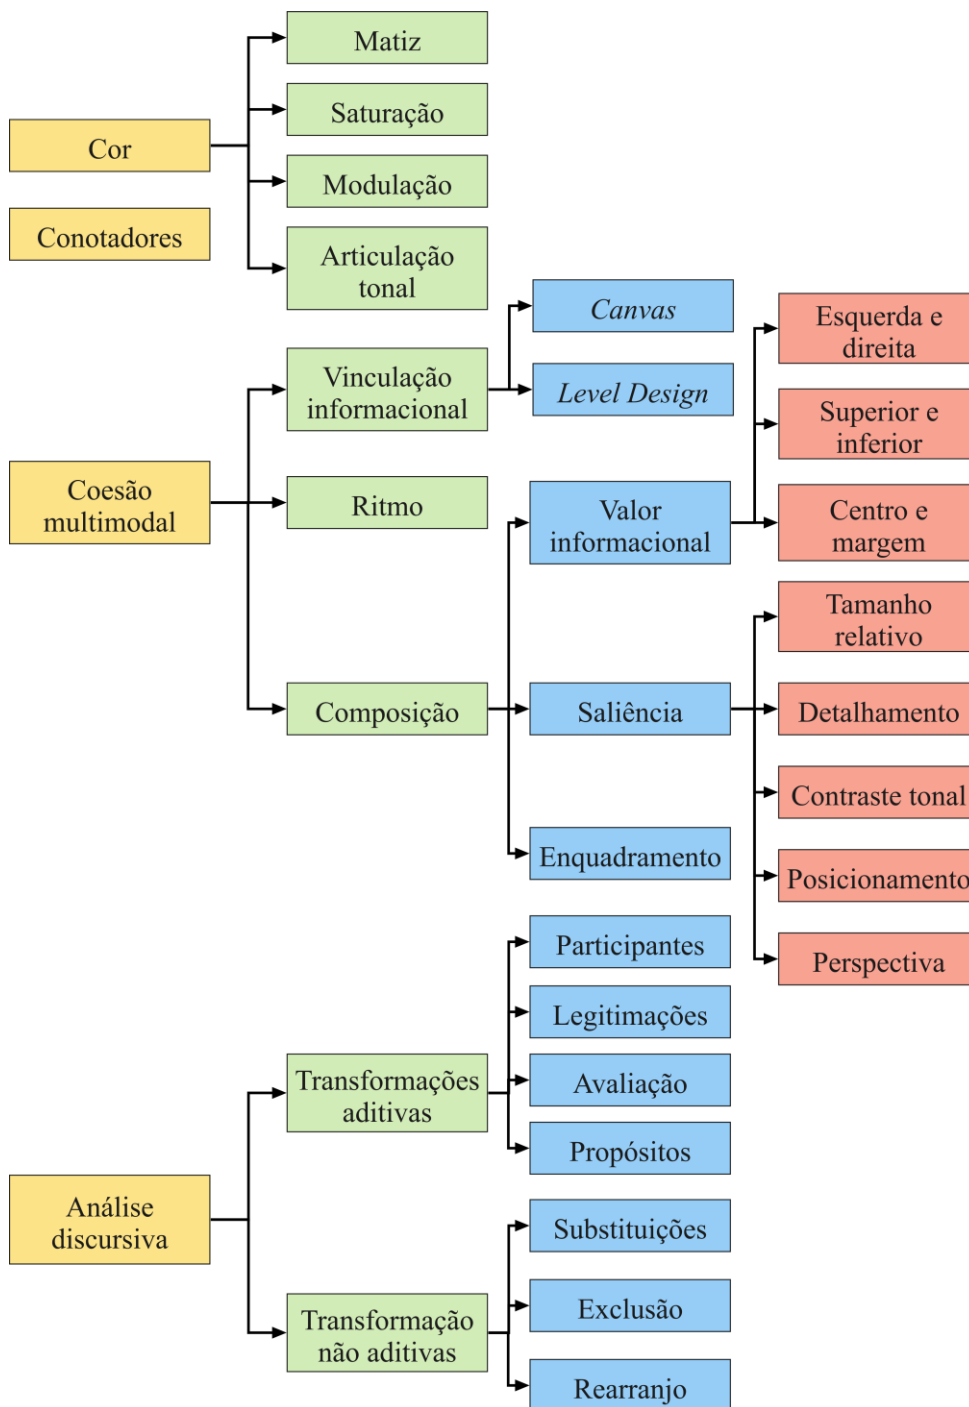 Matiz
Saturação
Cor
Modulação
Conotadores
Articulação
tonal
Canvas
Esquerda e
direita
Vinculação
informacional
Level Design
Superior e
inferior
Coesão
multimodal
Ritmo
Valor
informacional
Centro e
margem
Tamanho
relativo
Composição
Saliência
Detalhamento
Contraste tonal
Enquadramento
Posicionamento
Participantes
Perspectiva
Legitimações
Transformações
aditivas
Avaliação
Propósitos
Análise
discursiva
Substituições
Transformação
não aditivas
Exclusão
Rearranjo